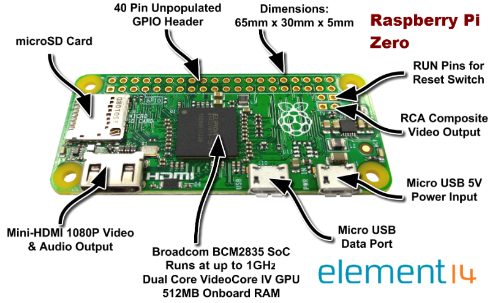 40 Pin Unpopulated
GPIO Header
Dimensions:
65mm x 30mm x 5mm
Raspberry Pi
Zero
microSD Card
RUN Pins for
Reset Switch
RCA Composite
Video Output
HDMI
USB
Mini-HDMI 1080P Video
& Audio Output
Micro USB
Data Port
Micro USB 5V
Power Input
Broadcom BCM2835 SoC
Runs at up to 1GHz
Dual Core VideoCore IV GPU
512MB Onboard RAM
element14